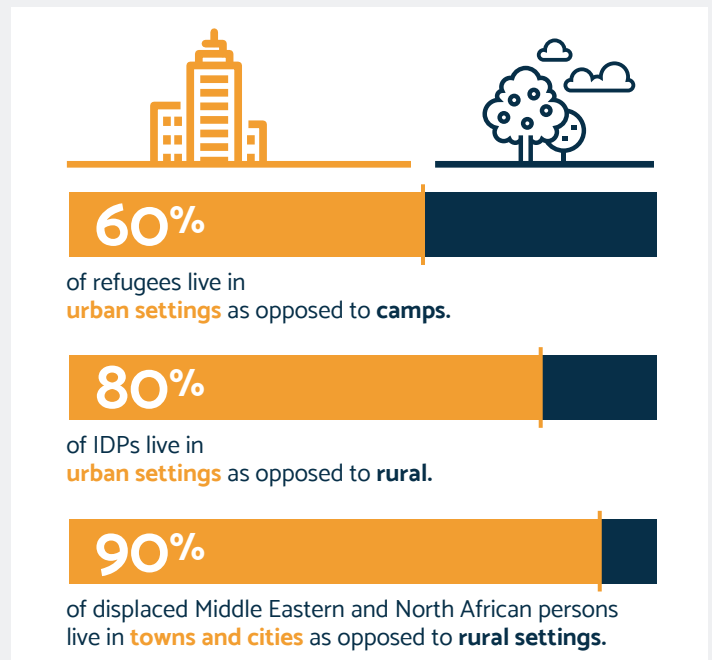 60%
of refugees live in
urban settings as opposed to camps.
80%
of IDPs live in
urban settings as opposed to rural.
90%
of displaced Middle Eastern and North African persons
live in towns and cities as opposed to rural settings.